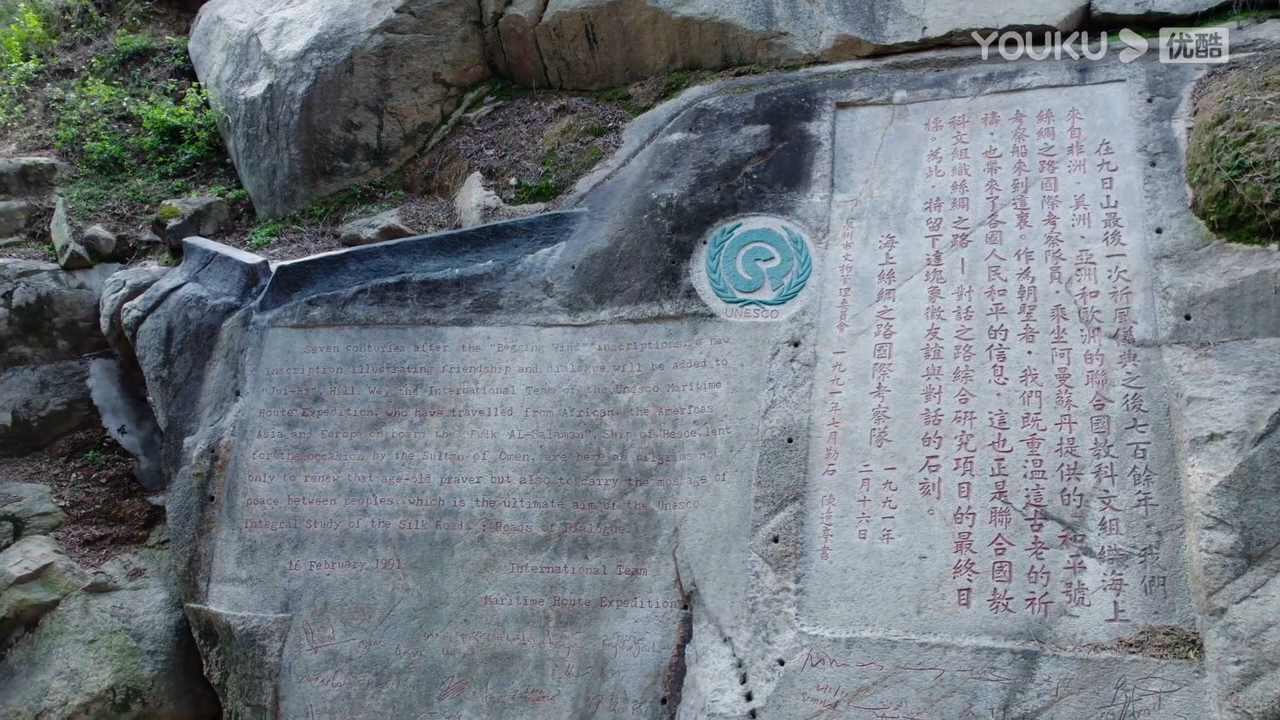 YOUKU 优酷
UNESCO
Seven conturies after the "Begging Wind" inscriptions, a new
inscription illustrating friendship and dialogue will be added to
Hill. We, the International Team of the Unesco Maritime
Route Expedition, who have travelled from African, the Americas
Asia and Europe on board the "Fulk AL-Salamah", Ship of Peace, lent
for the occasion by the Sultan of Omen, are here as pilgrims not
only to renew that age-old prayer but also to carry the mostage of
peace between peoples, which is the ultimate aim of the Unesco
Integral Study of the Silk Roads: Roads of Dialogue
16 February 1991
International Team
Maritime Route Expedition
在九日山最後一次祈風儀典之後七百餘年，我們
來自非洲，美洲，亞洲和歐洲的聯合國教科文組織海上
絲綢之路國際考察隊員，乘坐阿曼蘇丹提供的“和平號”
考察船來到這裏。作為朝聖者，我們既重温這古老的祈
禱，也帶來了各國人民和平的信息，這也正是聯合國教
科文組織絲綢之路－對話之路綜合研究項目的最終目
標。為此，特留下這塊象徵友誼與對話的石刻。
海上絲綢之路國際考察隊 一九九一年
二月十六日
泉州市文物管理委員會 一九九一年七月勒石